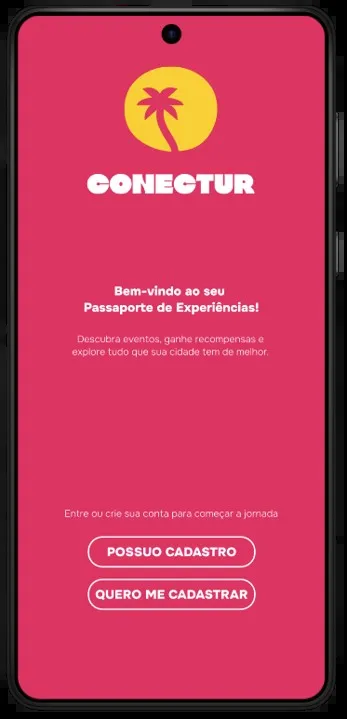 CONECTUR
Bem-vindo ao seu
Passaporte de Experiências!
Descubra eventos, ganhe recompensas e
explore tudo que sua cidade tem de melhor.
Entre ou crie sua conta para começar a jornada
POSSUO CADASTRO
QUERO ME CADASTRAR